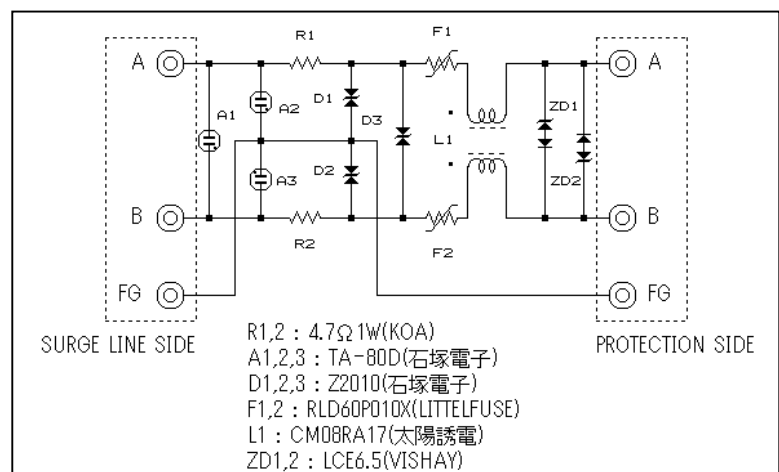 R1
F1
A
A
D1
ZD1
A1
A2
D3
L1
A3
D2
ZD2
B
B
R2
F2
FG
FG
SURGE LINE SIDE
PROTECTION SIDE
R1,2 : 4.7Ω 1W(KOA)
A1,2,3 : TA-80D(石塚電子)
D1,2,3 : Z2010(石塚電子)
F1,2 : RLD60P010X(LITTELFUSE)
L1 : CM08RA17(太陽誘電)
ZD1,2 : LCE6.5(VISHAY)